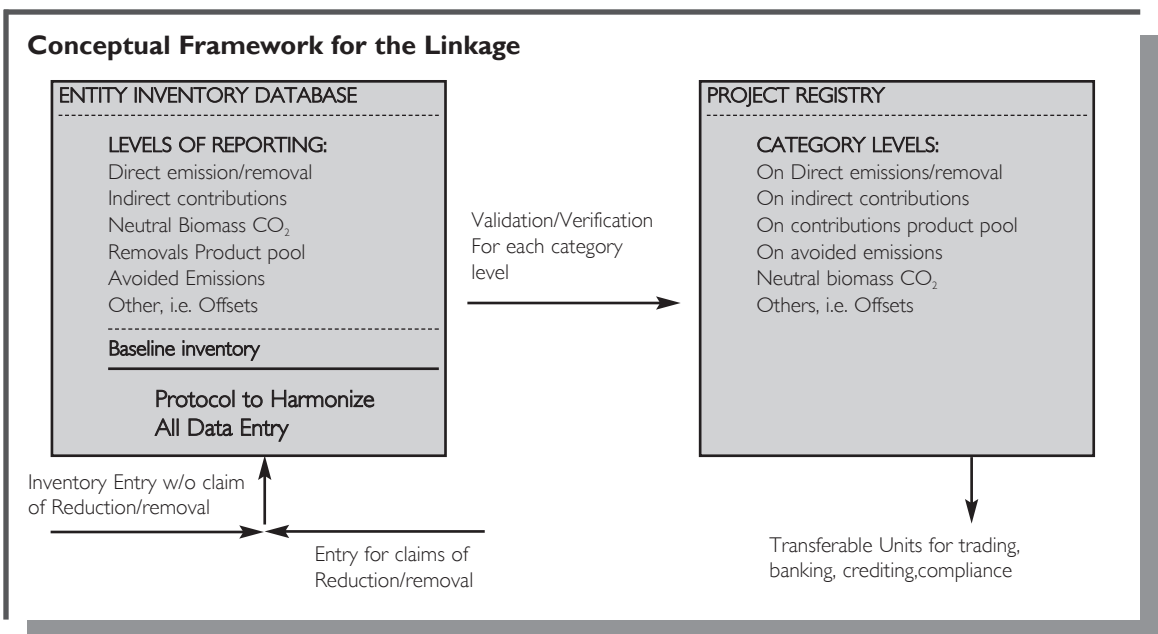 Conceptual Framework for the Linkage
ENTITY INVENTORY DATABASE
LEVELS OF REPORTING:
Direct emission/removal
Indirect contributions
Neutral Biomass CO₂
Removals Product pool
Avoided Emissions
Other, i.e. Offsets
Baseline inventory
Protocol to Harmonize
All Data Entry
Inventory Entry w/o claim
of Reduction/removal
Entry for claims of
Reduction/removal
Validation/Verification
For each category
level
PROJECT REGISTRY
CATEGORY LEVELS:
On Direct emissions/removal
On indirect contributions
On contributions product pool
On avoided emissions
Neutral biomass CO₂
Others, i.e. Offsets
Transferable Units for trading,
banking, crediting,compliance